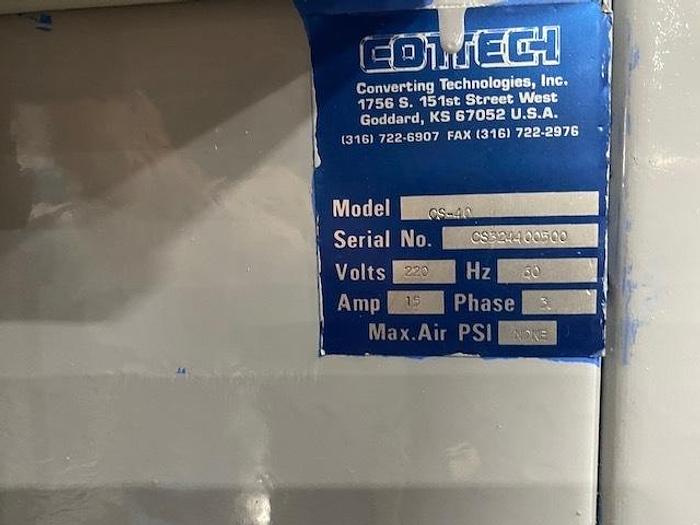 CONTECH
Converting Technologies, Inc.
1756 S. 151st Street West
Goddard, KS 67052 U.S.A.
(316) 722-6907 FAX (316) 722-2976
Model CS-40
Serial No. CS324400500
Volts 220 Hz 60
Amp 15 Phase 3
Max.Air PSI NONE